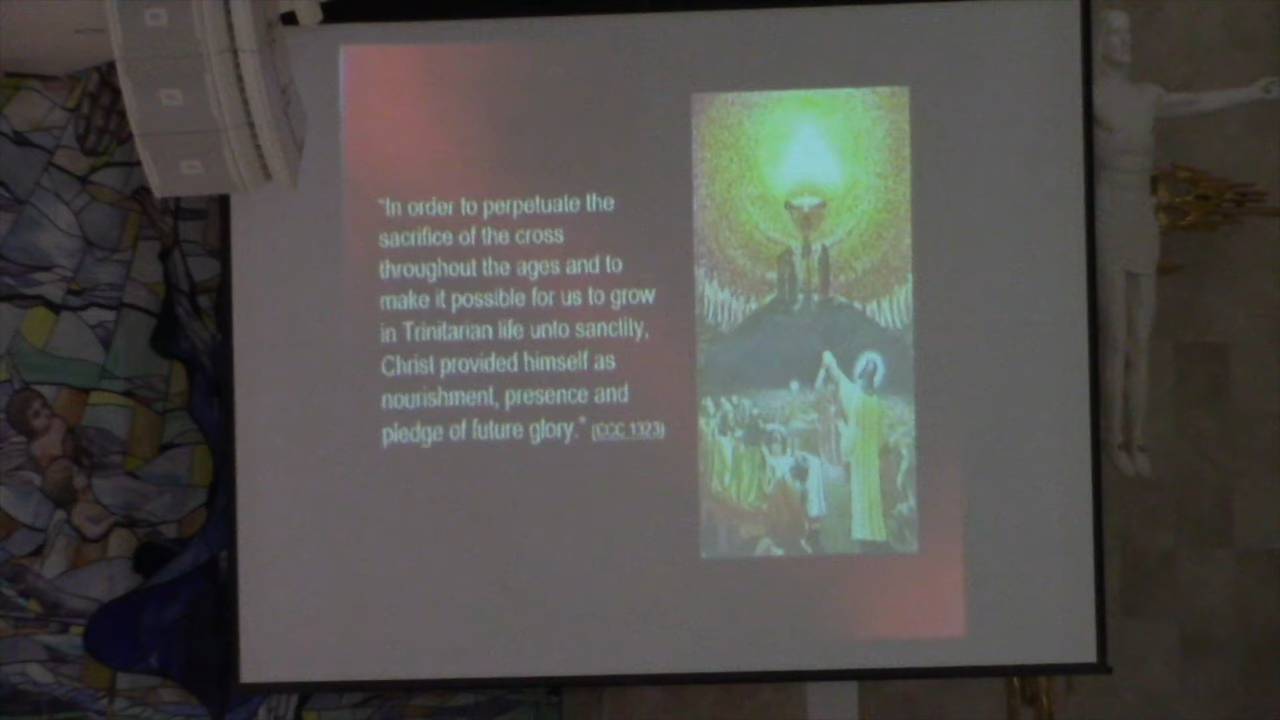 "In order to perpetuate the
sacrifice of the cross
throughout the ages and to
make it possible for us to grow
in Trinitarian life unto sanctity,
Christ provided himself as
nourishment, presence and
pledge of future glory." (CCC 1323)